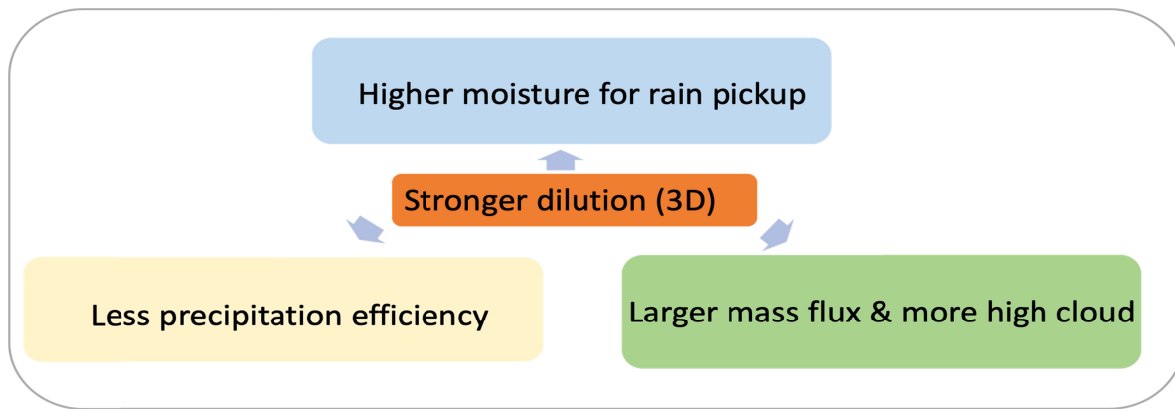 Higher moisture for rain pickup
Stronger dilution (3D)
Less precipitation efficiency
Larger mass flux & more high cloud